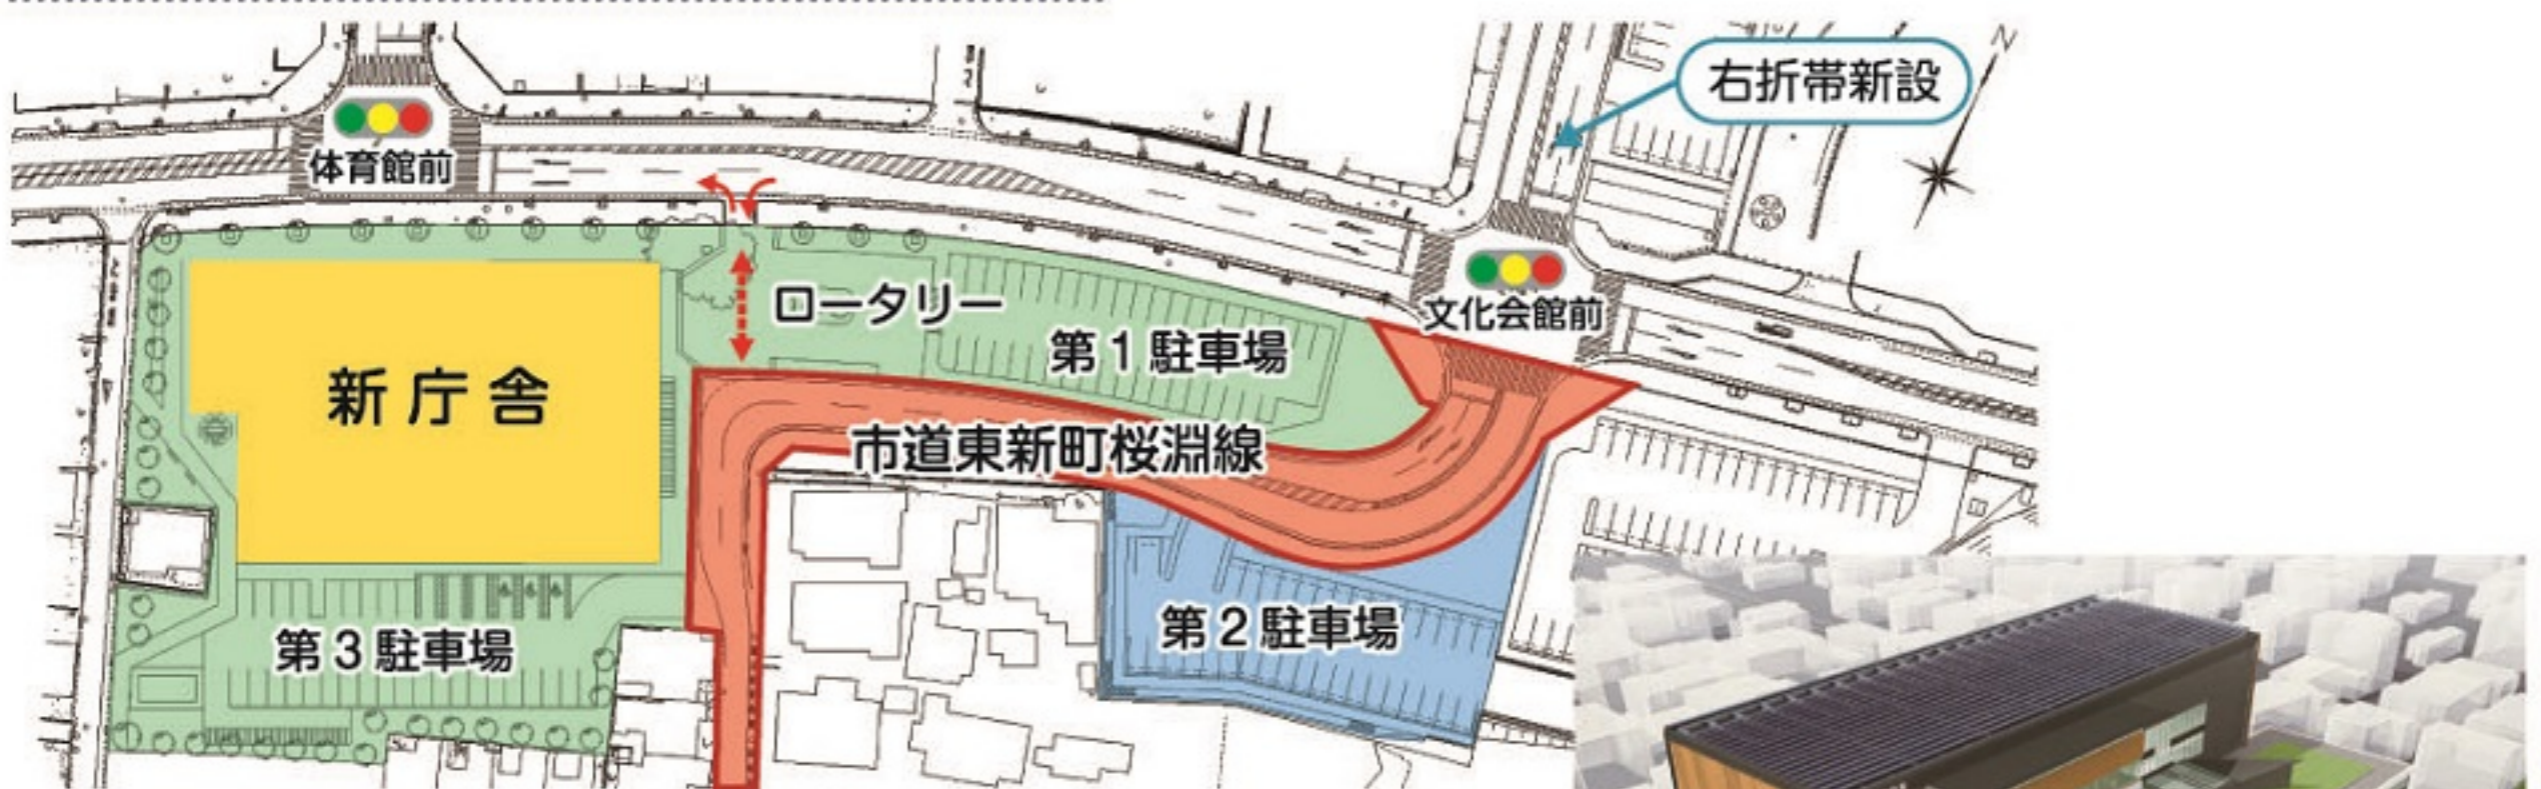 右折帯新設
N
体育館前
文化会館前
ロータリー
第1駐車場
新庁舎
市道東新町桜淵線
第2駐車場
第3駐車場